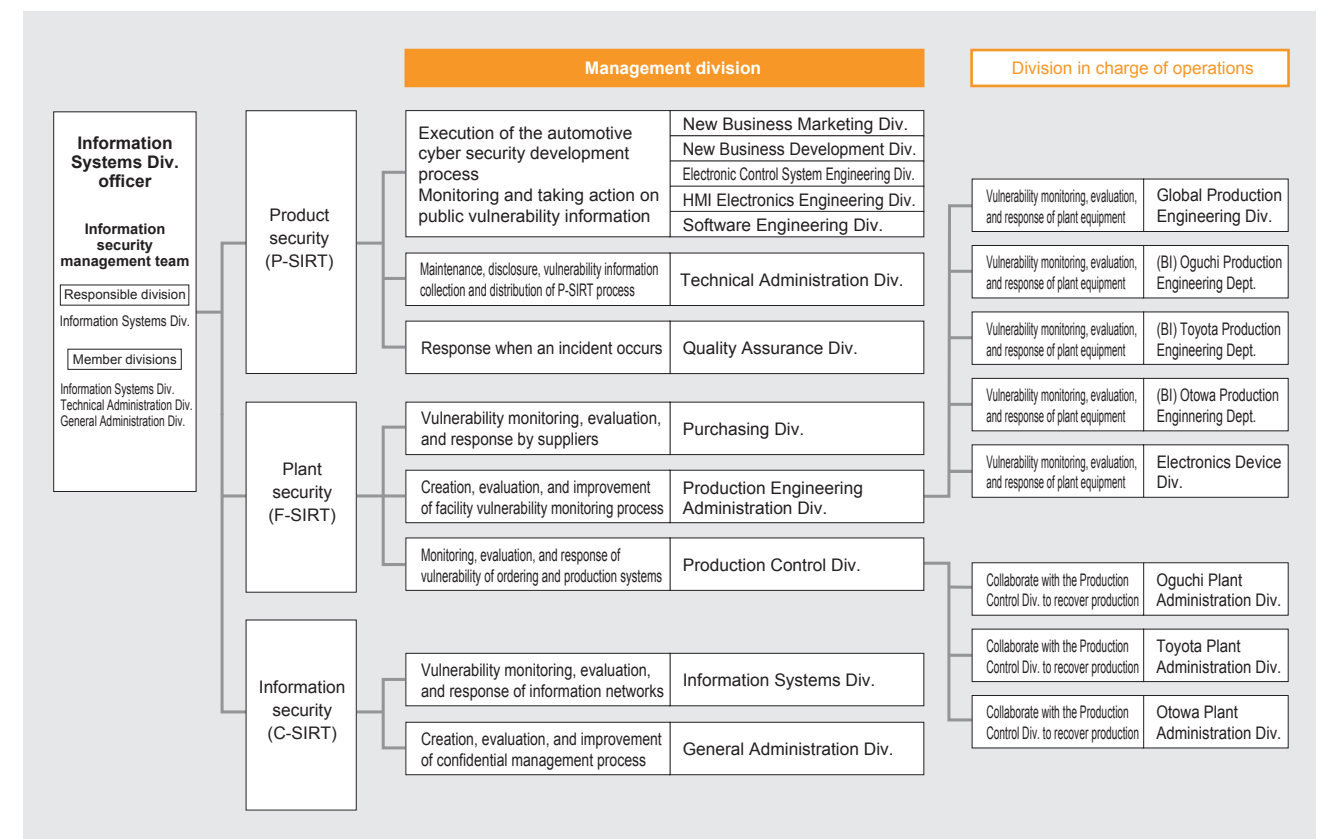 Management division
Division in charge of operations
Information
Systems Div.
officer
Information
security
management team
Responsible division
Information Systems Div.
Member divisions
Information Systems Div.
Technical Administration Div.
General Administration Div.
Product
security
(P-SIRT)
Execution of the automotive
cyber security development
process
Monitoring and taking action on
public vulnerability information
New Business Marketing Div.
New Business Development Div.
Electronic Control System Engineering Div.
HMI Electronics Engineering Div.
Software Engineering Div.
Maintenance, disclosure, vulnerability information
collection and distribution of P-SIRT process
Technical Administration Div.
Response when an incident occurs
Quality Assurance Div.
Plant
security
(F-SIRT)
Vulnerability monitoring, evaluation,
and response by suppliers
Purchasing Div.
Creation, evaluation, and improvement
of facility vulnerability monitoring process
Production Engineering
Administration Div.
Monitoring, evaluation, and response of
vulnerability of ordering and production systems
Production Control Div.
Information
security
(C-SIRT)
Vulnerability monitoring, evaluation,
and response of information networks
Information Systems Div.
Creation, evaluation, and improvement
of confidential management process
General Administration Div.
Vulnerability monitoring, evaluation,
and response of plant equipment
Global Production
Engineering Div.
Vulnerability monitoring, evaluation,
and response of plant equipment
(BI) Oguchi Production
Engineering Dept.
Vulnerability monitoring, evaluation,
and response of plant equipment
(BI) Toyota Production
Engineering Dept.
Vulnerability monitoring, evaluation,
and response of plant equipment
(BI) Otowa Production
Enginnering Dept.
Vulnerability monitoring, evaluation,
and response of plant equipment
Electronics Device
Div.
Collaborate with the Production
Control Div. to recover production
Oguchi Plant
Administration Div.
Collaborate with the Production
Control Div. to recover production
Toyota Plant
Administration Div.
Collaborate with the Production
Control Div. to recover production
Otowa Plant
Administration Div.